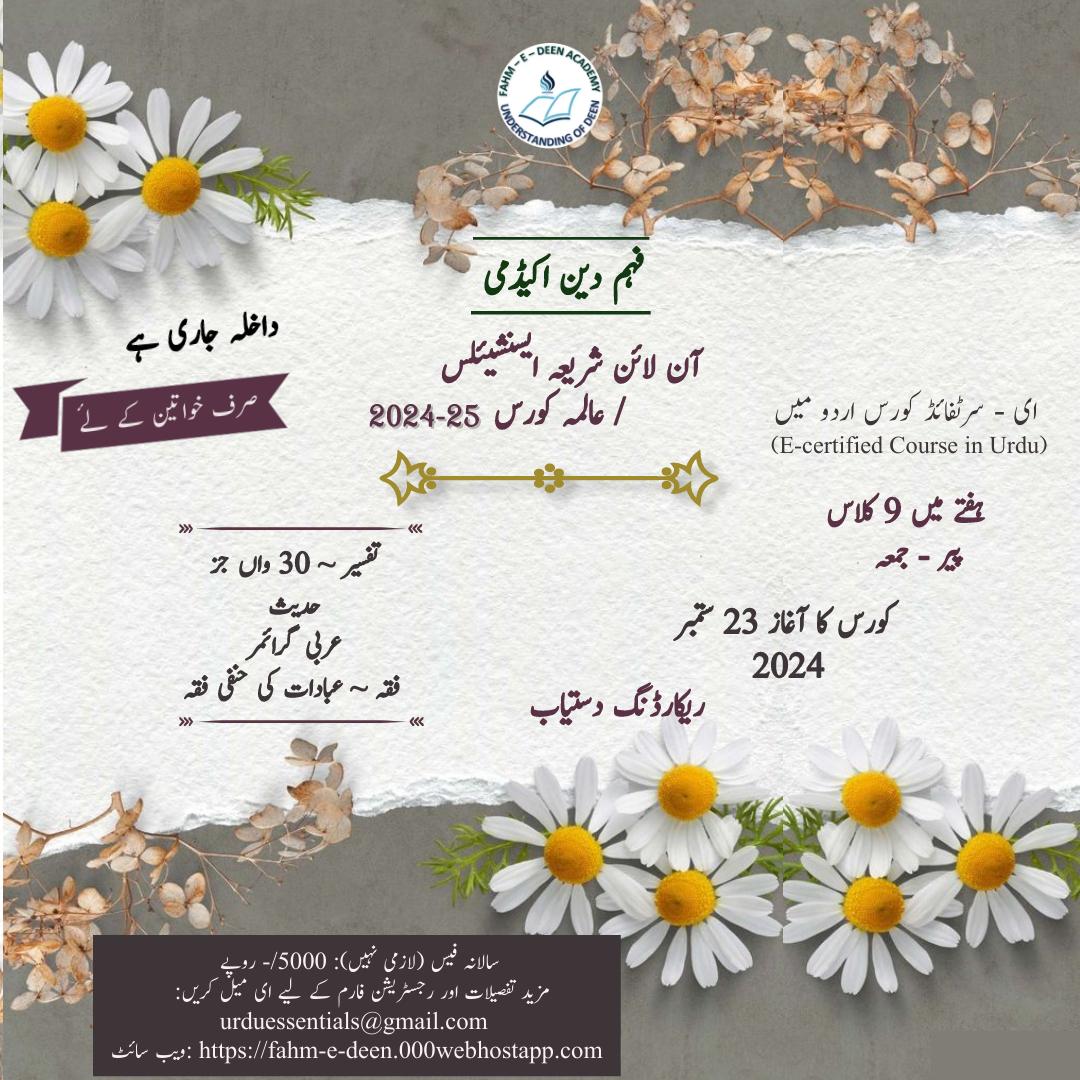 FAHM – E – DEEN ACADEMY
UNDERSTANDING OF DEEN
فہم دین اکیڈمی
داخلہ جاری ہے
صرف خواتین کے لئے
آن لائن شریعہ ایسنشیئلس
/ عالمہ کورس 25-2024
ای - سرٹفائڈ کورس اردو میں
(E-certified Course in Urdu)
ہفتے میں 9 کلاس
پیر - جمعہ
تفسیر ~ 30 واں جز
حدیث
عربی گرائمر
فقہ ~ عبادات کی حنفی فقہ
کورس کا آغاز 23 ستمبر
2024
ریکارڈنگ دستیاب
سالانہ فیس (لازمی نہیں): 5000/- روپے
مزید تفصیلات اور رجسٹریشن فارم کے لیے ای میل کریں:
urduessentials@gmail.com
ویب سائٹ: https://fahm-e-deen.000webhostapp.com